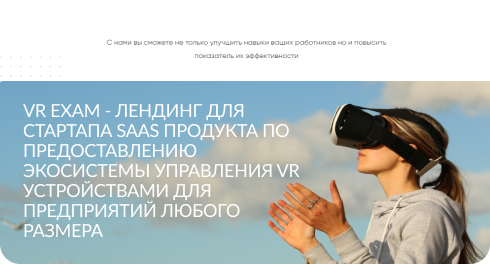 С нами вы сможете не только улучшить навыки ваших работников но и повысить
показатель их эффективности
VR EXAM - ЛЕНДИНГ ДЛЯ
СТАРТАПА SAAS ПРОДУКТА ПО
ПРЕДОСТАВЛЕНИЮ
ЭКОСИСТЕМЫ УПРАВЛЕНИЯ VR
УСТРОЙСТВАМИ ДЛЯ
ПРЕДПРИЯТИЙ ЛЮБОГО
РАЗМЕРА